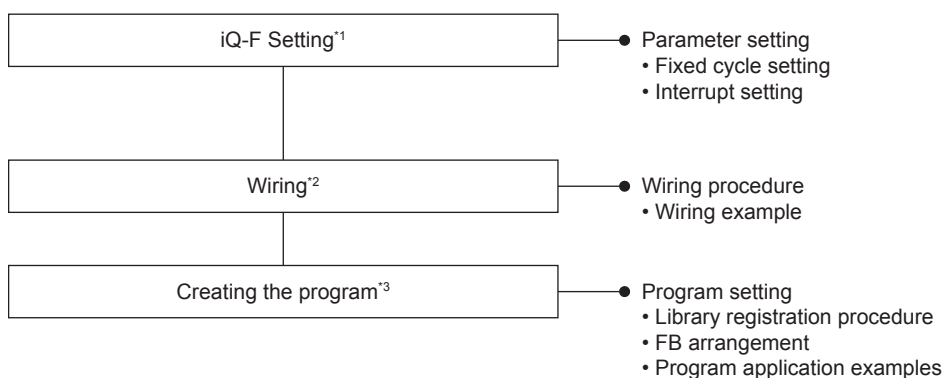 iQ-F Setting*1
Parameter setting
• Fixed cycle setting
• Interrupt setting
Wiring*2
Wiring procedure
• Wiring example
Creating the program*3
Program setting
• Library registration procedure
• FB arrangement
• Program application examples